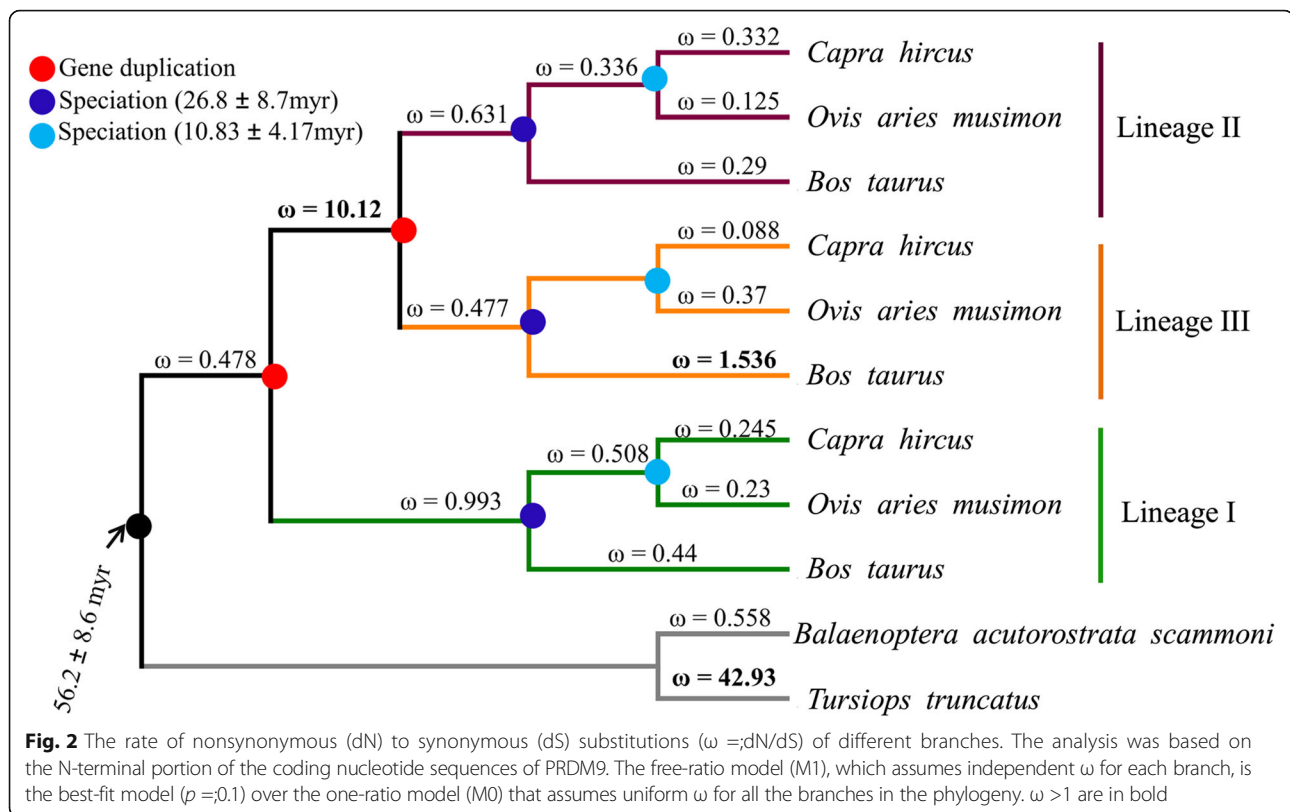 Gene duplication
Speciation (26.8 ± 8.7myr)
Speciation (10.83 ± 4.17myr)
ω = 0.332
Capra hircus
ω = 0.336
ω = 0.125
Ovis aries musimon
ω = 0.631
ω = 0.29
Bos taurus
Lineage II
ω = 10.12
ω = 0.088
Capra hircus
ω = 0.37
Ovis aries musimon
ω = 0.477
ω = 1.536
Bos taurus
Lineage III
ω = 0.478
ω = 0.245
Capra hircus
ω = 0.508
ω = 0.23
Ovis aries musimon
ω = 0.993
ω = 0.44
Bos taurus
Lineage I
56.2 ± 8.6 myr
ω = 0.558
Balaenoptera acutorostrata scammoni
ω = 42.93
Tursiops truncatus
Fig. 2 The rate of nonsynonymous (dN) to synonymous (dS) substitutions (ω =;dN/dS) of different branches. The analysis was based on
the N-terminal portion of the coding nucleotide sequences of PRDM9. The free-ratio model (M1), which assumes independent ω for each branch, is
the best-fit model (p =;0.1) over the one-ratio model (M0) that assumes uniform ω for all the branches in the phylogeny. ω >1 are in bold